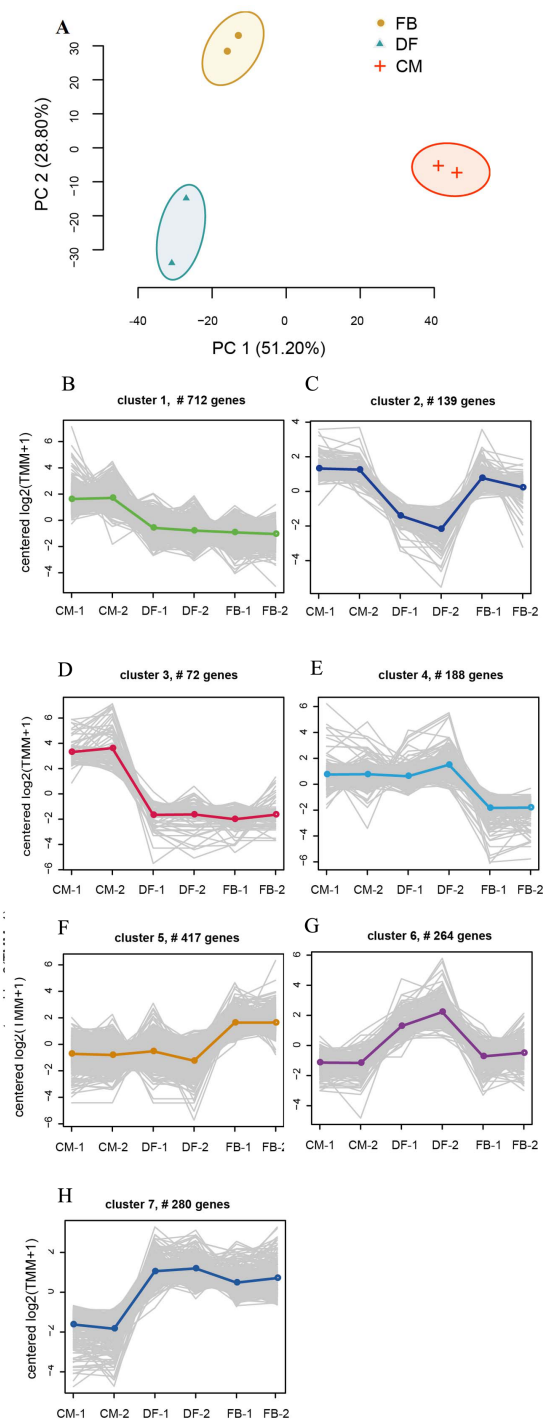 A
FB
DF
CM
PC 2 (28.80%)
30
20
10
0
−10
−20
−30
−40
−20
0
20
40
PC 1 (51.20%)
B
cluster 1, # 712 genes
centered log2(TMM+1)
6
4
2
0
−2
−4
CM-1 CM-2 DF-1 DF-2 FB-1 FB-2
C
cluster 2, # 139 genes
4
2
0
−2
−4
CM-1 CM-2 DF-1 DF-2 FB-1 FB-2
D
cluster 3, # 72 genes
centered log2(TMM+1)
6
4
2
0
−2
−4
−6
CM-1 CM-2 DF-1 DF-2 FB-1 FB-2
E
cluster 4, # 188 genes
6
4
2
0
−2
−4
−6
CM-1 CM-2 DF-1 DF-2 FB-1 FB-2
F
cluster 5, # 417 genes
centered log2(TMM+1)
6
4
2
0
−2
−4
−6
CM-1 CM-2 DF-1 DF-2 FB-1 FB-2
G
cluster 6, # 264 genes
6
4
2
0
−2
−4
CM-1 CM-2 DF-1 DF-2 FB-1 FB-2
H
cluster 7, # 280 genes
centered log2(TMM+1)
2
0
−2
−4
CM-1 CM-2 DF-1 DF-2 FB-1 FB-2